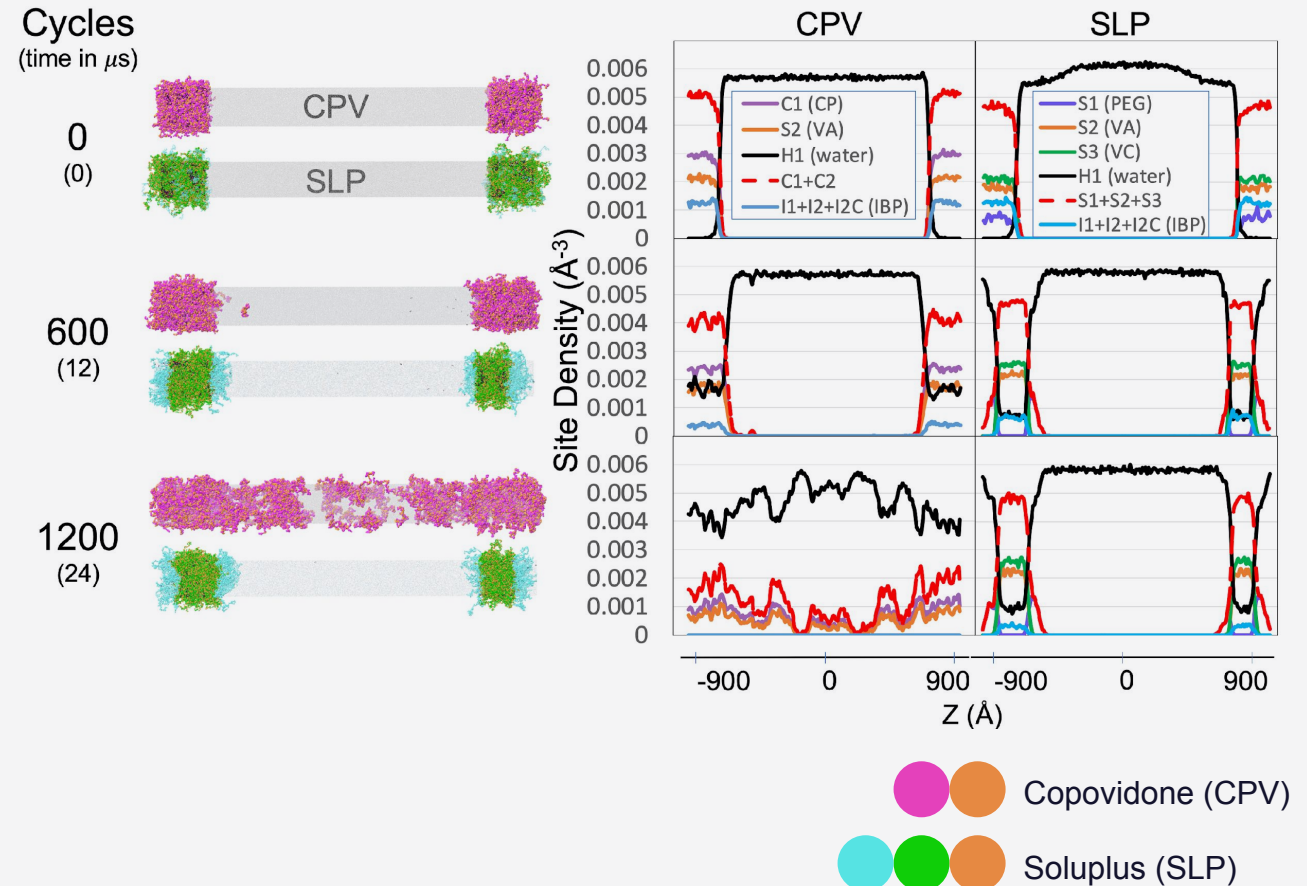 Cycles
(time in μs)
0
(0)
CPV
SLP
600
(12)
1200
(24)
Site Density (Å-3)
CPV
0.006
0.005
0.004
0.003
0.002
0.001
0
C1 (CP)
S2 (VA)
H1 (water)
C1+C2
I1+I2+I2C (IBP)
SLP
S1 (PEG)
S2 (VA)
S3 (VC)
H1 (water)
S1+S2+S3
I1+I2+I2C (IBP)
0.006
0.005
0.004
0.003
0.002
0.001
0
0.006
0.005
0.004
0.003
0.002
0.001
0
-900 0 900 -900 0 900
Z (Å)
Copovidone (CPV)
Soluplus (SLP)